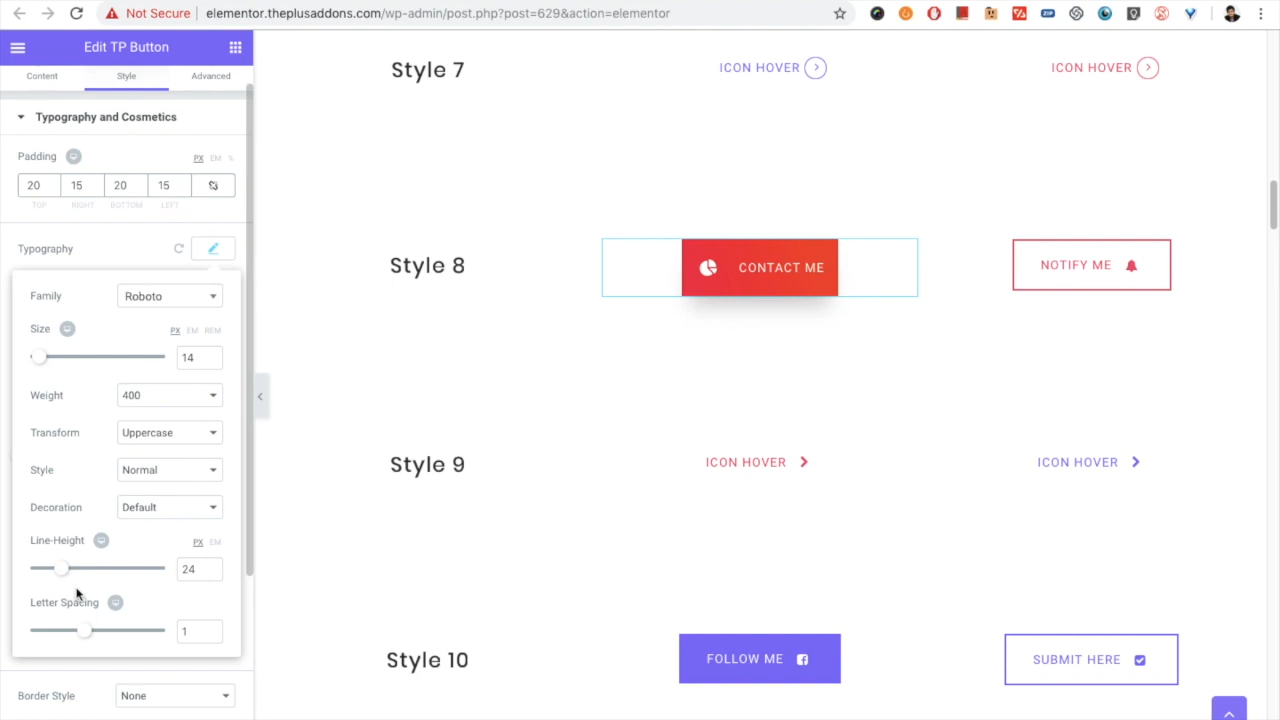 Not Secure elementor.theplusaddons.com/wp-admin/post.php?post=629&action=elementor
ZIP
Edit TP Button
Content Style Advanced
Typography and Cosmetics
Padding PX EM %
20 15 20 15
TOP RIGHT BOTTOM LEFT
Typography
Family Roboto
Size PX EM REM
14
Weight 400
Transform Uppercase
Style Normal
Decoration Default
Line-Height PX EM
24
Letter Spacing
1
Border Style None
Style 7 ICON HOVER ICON HOVER
Style 8 CONTACT ME NOTIFY ME
Style 9 ICON HOVER ICON HOVER
Style 10 FOLLOW ME SUBMIT HERE